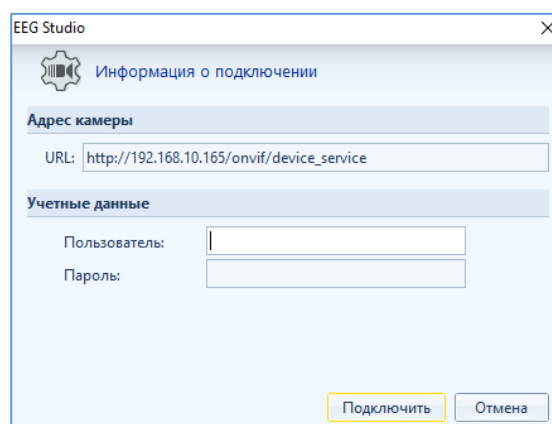 EEG Studio
Информация о подключении
Адрес камеры
URL: http://192.168.10.165/onvif/device_service
Учетные данные
Пользователь:
Пароль:
Подключить Отмена